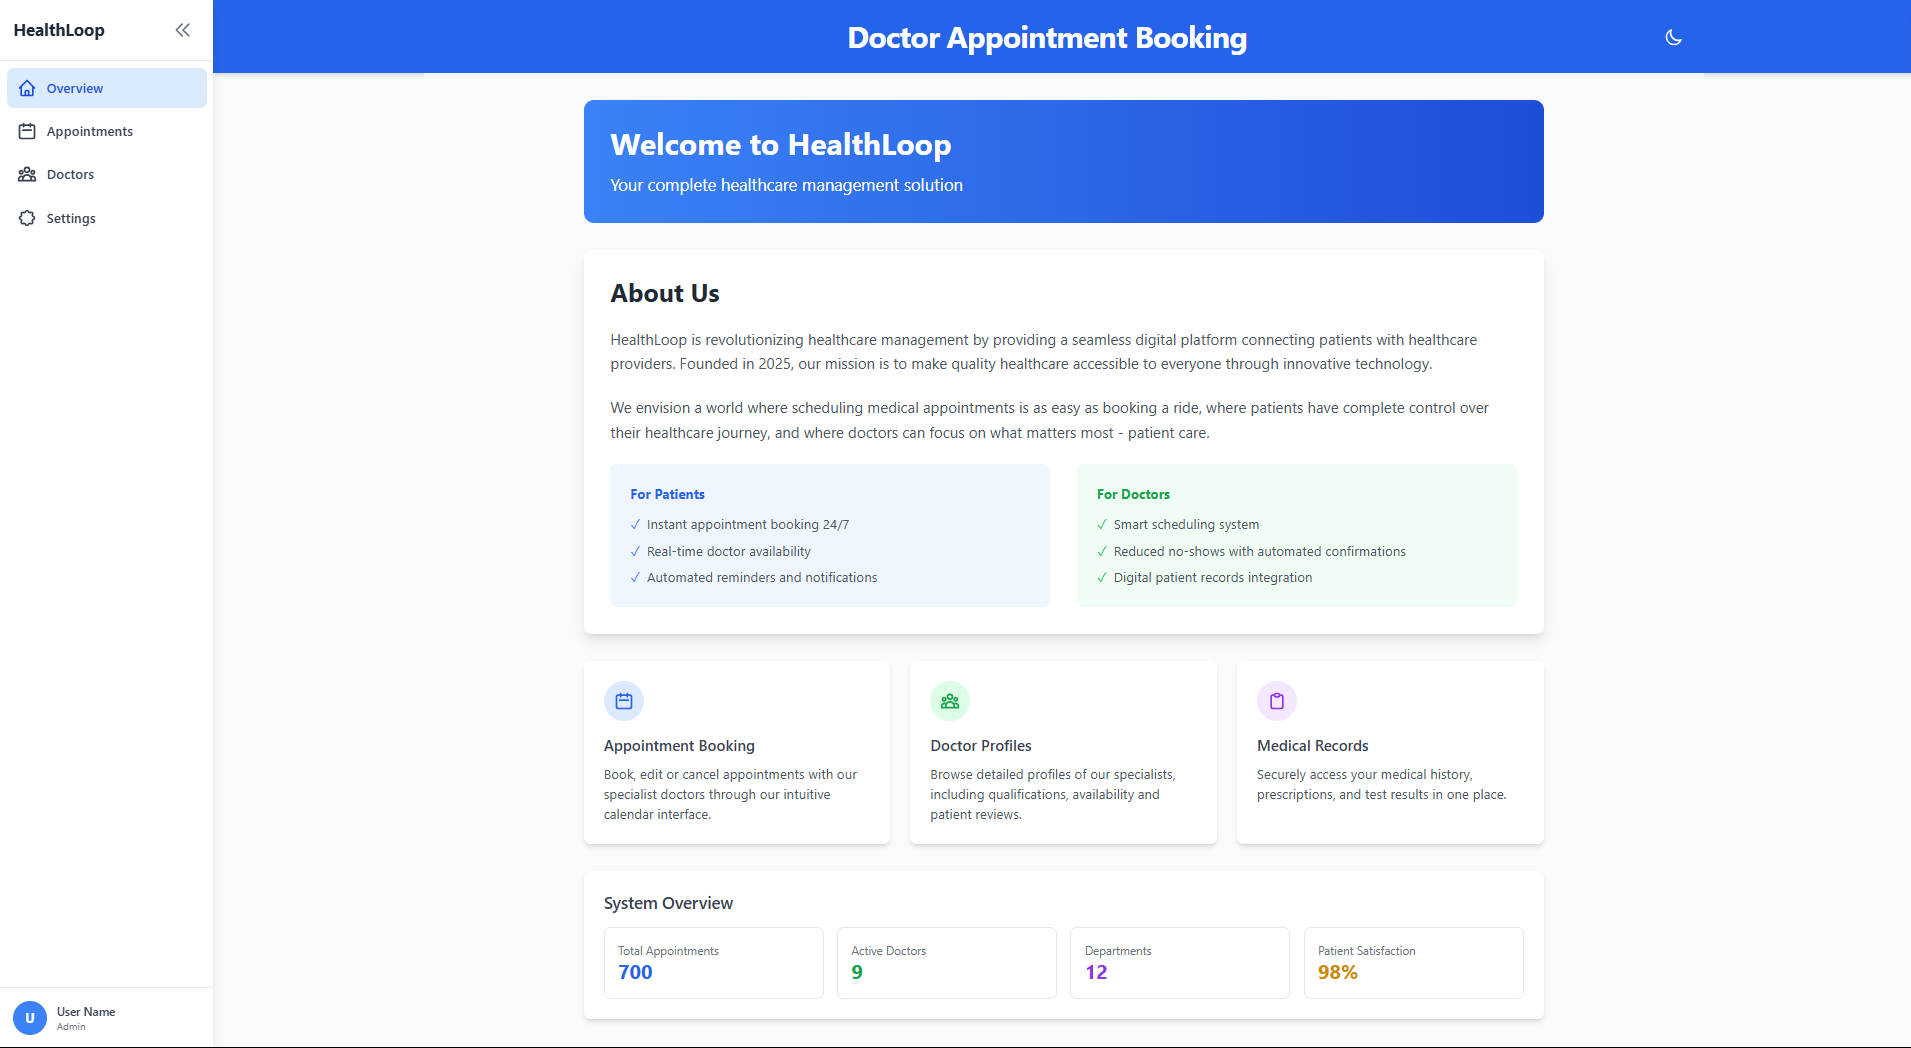 HealthLoop
Overview
Appointments
Doctors
Settings
U
User Name
Admin
Doctor Appointment Booking
Welcome to HealthLoop
Your complete healthcare management solution
About Us
HealthLoop is revolutionizing healthcare management by providing a seamless digital platform connecting patients with healthcare
providers. Founded in 2025, our mission is to make quality healthcare accessible to everyone through innovative technology.
We envision a world where scheduling medical appointments is as easy as booking a ride, where patients have complete control over
their healthcare journey, and where doctors can focus on what matters most - patient care.
For Patients
✓ Instant appointment booking 24/7
✓ Real-time doctor availability
✓ Automated reminders and notifications
For Doctors
✓ Smart scheduling system
✓ Reduced no-shows with automated confirmations
✓ Digital patient records integration
Appointment Booking
Book, edit or cancel appointments with our
specialist doctors through our intuitive
calendar interface.
Doctor Profiles
Browse detailed profiles of our specialists,
including qualifications, availability and
patient reviews.
Medical Records
Securely access your medical history,
prescriptions, and test results in one place.
System Overview
Total Appointments
700
Active Doctors
9
Departments
12
Patient Satisfaction
98%